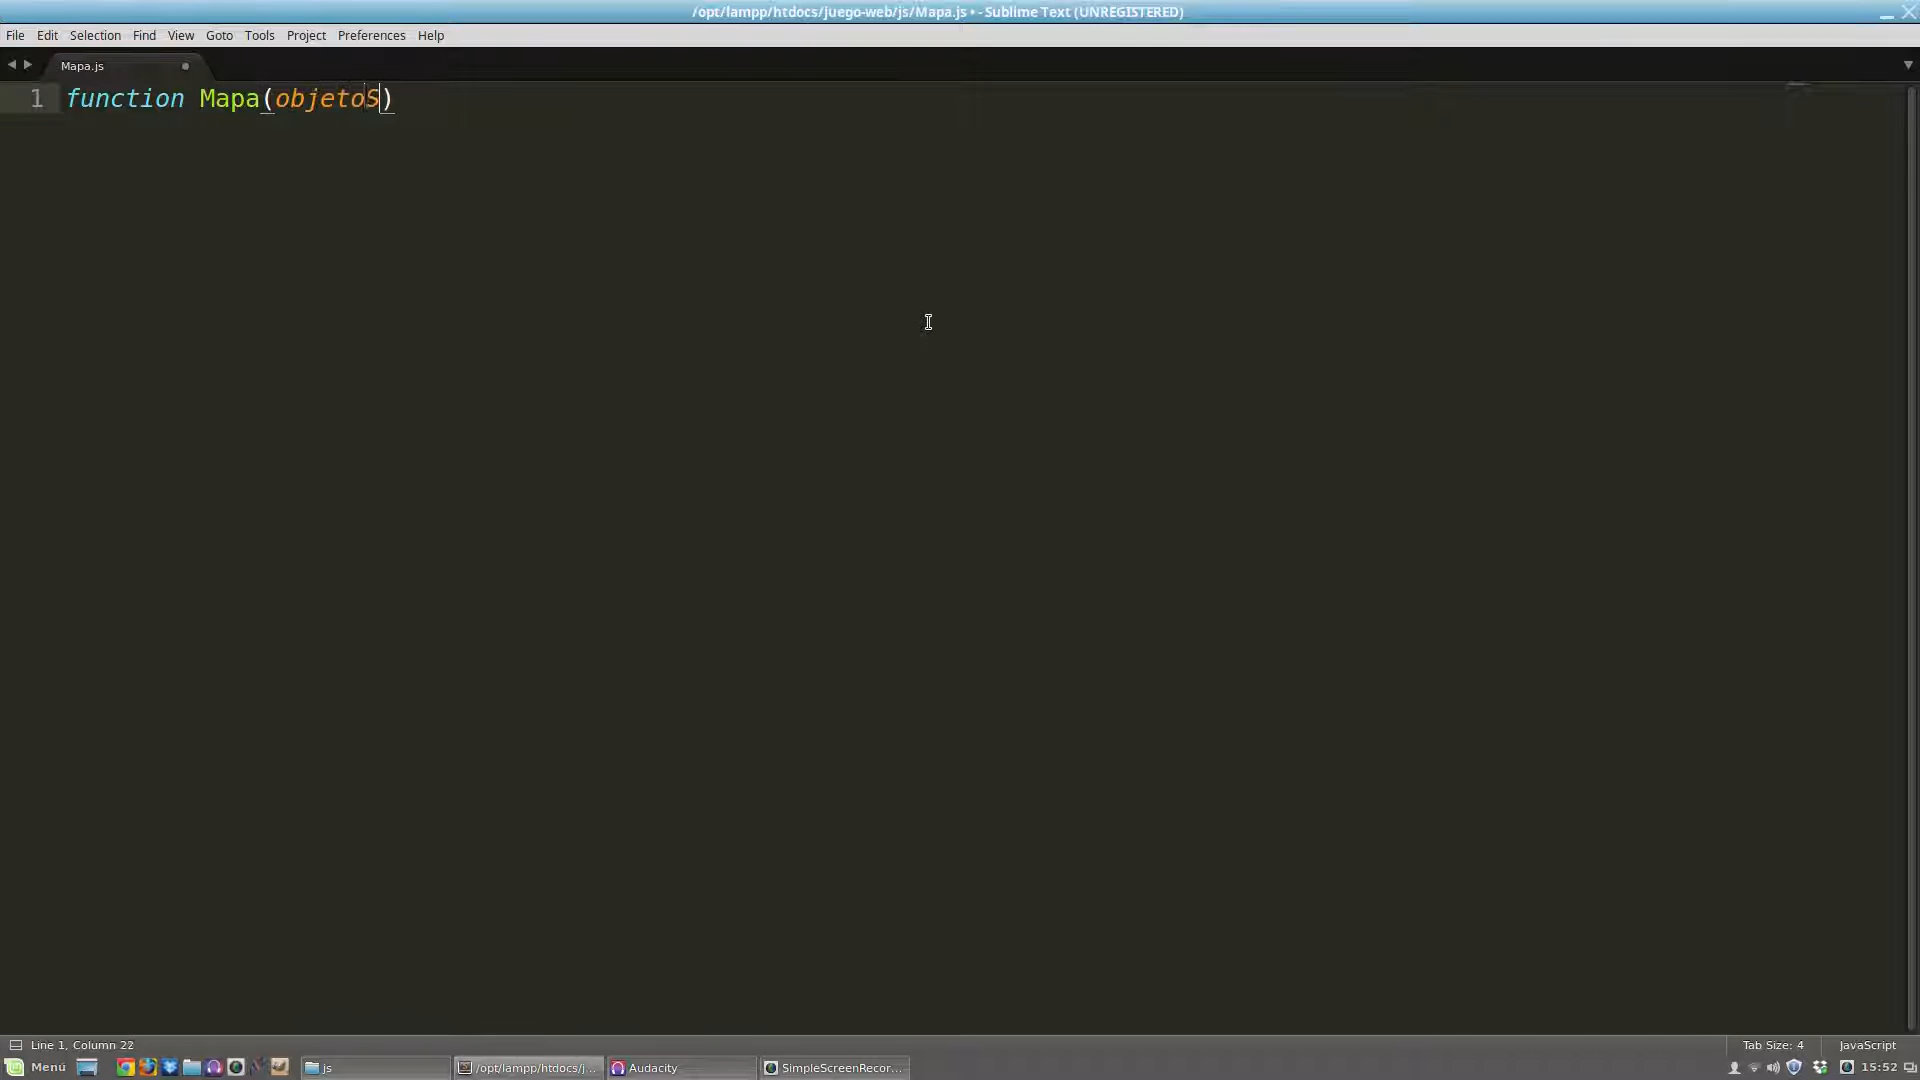 /opt/lampp/htdocs/juego-web/js/Mapa.js • - Sublime Text (UNREGISTERED)
File Edit Selection Find View Goto Tools Project Preferences Help
Mapa.js
1 function Mapa(objetoS)
Line 1, Column 22
Tab Size: 4 JavaScript
Menú js /opt/lampp/htdocs/j... Audacity SimpleScreenRecor... 15:52